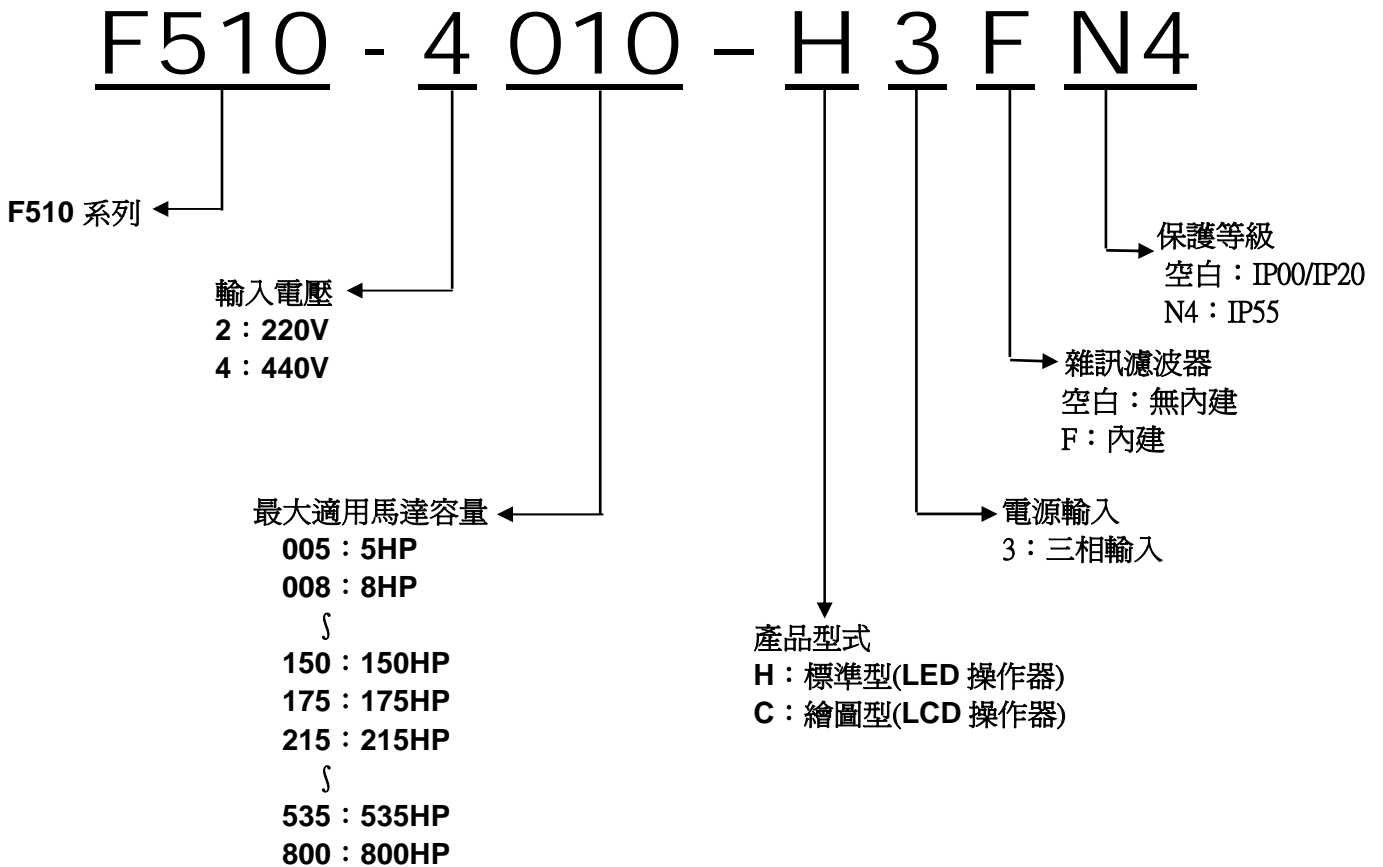 F510 - 4 010 – H 3 F N4
F510 系列
輸入電壓
2：220V
4：440V
最大適用馬達容量
005：5HP
008：8HP
∫
150：150HP
175：175HP
215：215HP
∫
535：535HP
800：800HP
產品型式
H：標準型(LED 操作器)
C：繪圖型(LCD 操作器)
電源輸入
3：三相輸入
雜訊濾波器
空白：無內建
F：內建
保護等級
空白：IP00/IP20
N4：IP55